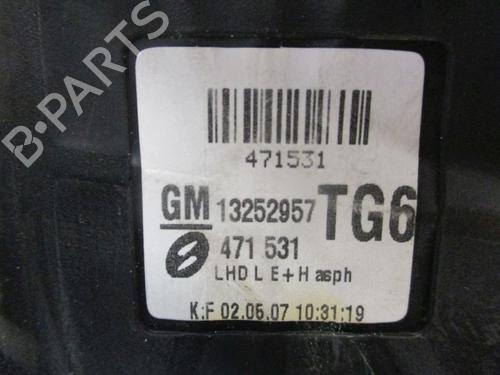 B-PARTS
471531
GM 13252957 TG6
471 531
LHD L E+H asph
K:F 02.05.07 10:31:19